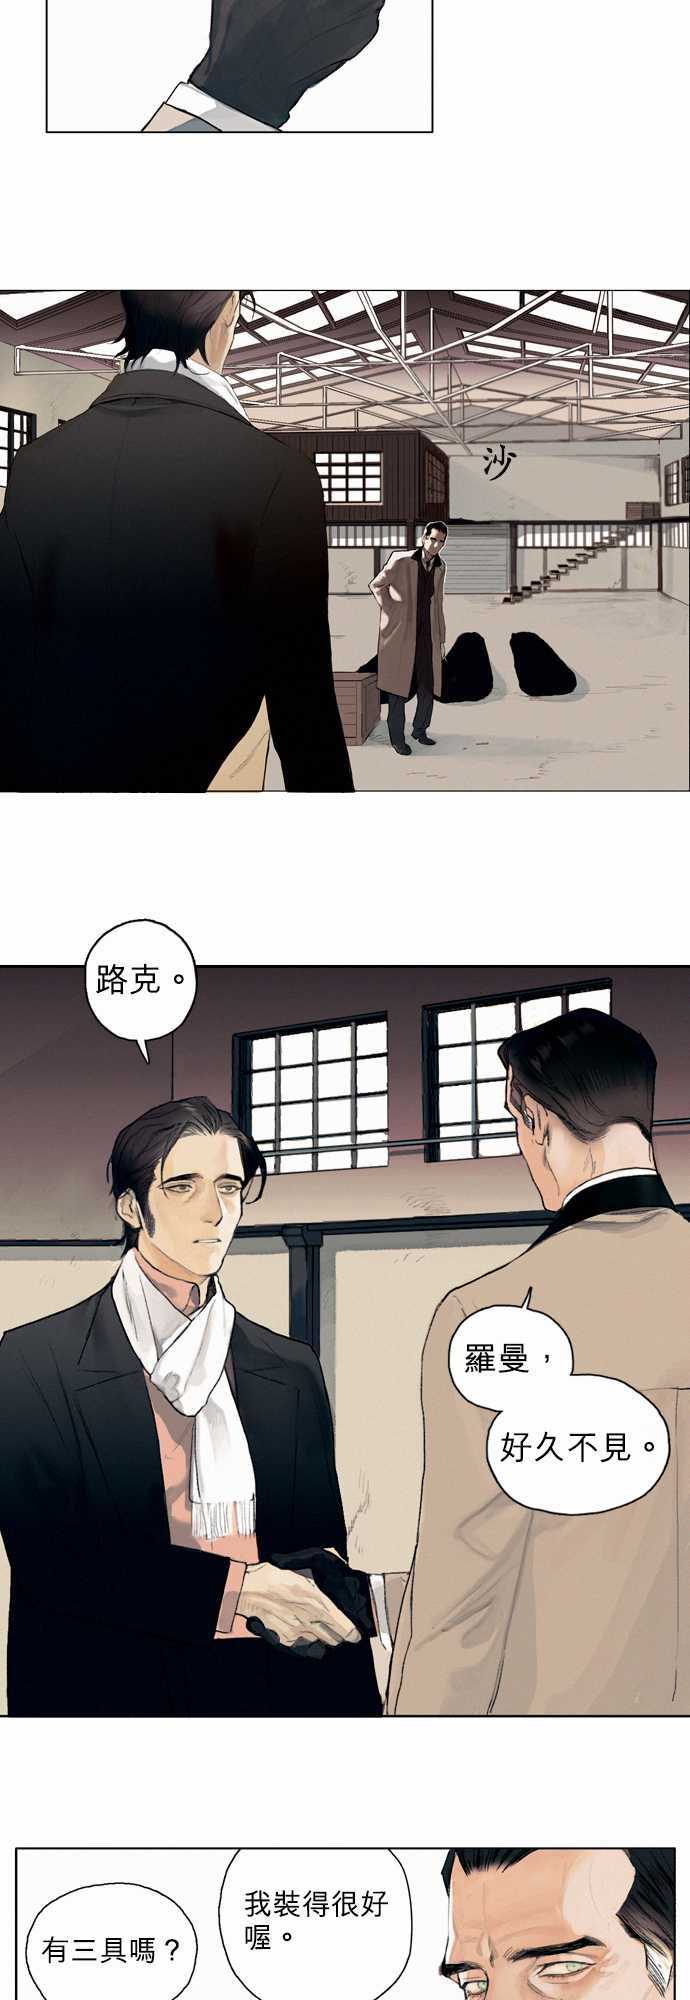 沙
路克。
羅曼，
好久不見。
有三具嗎？
我裝得很好
喔。